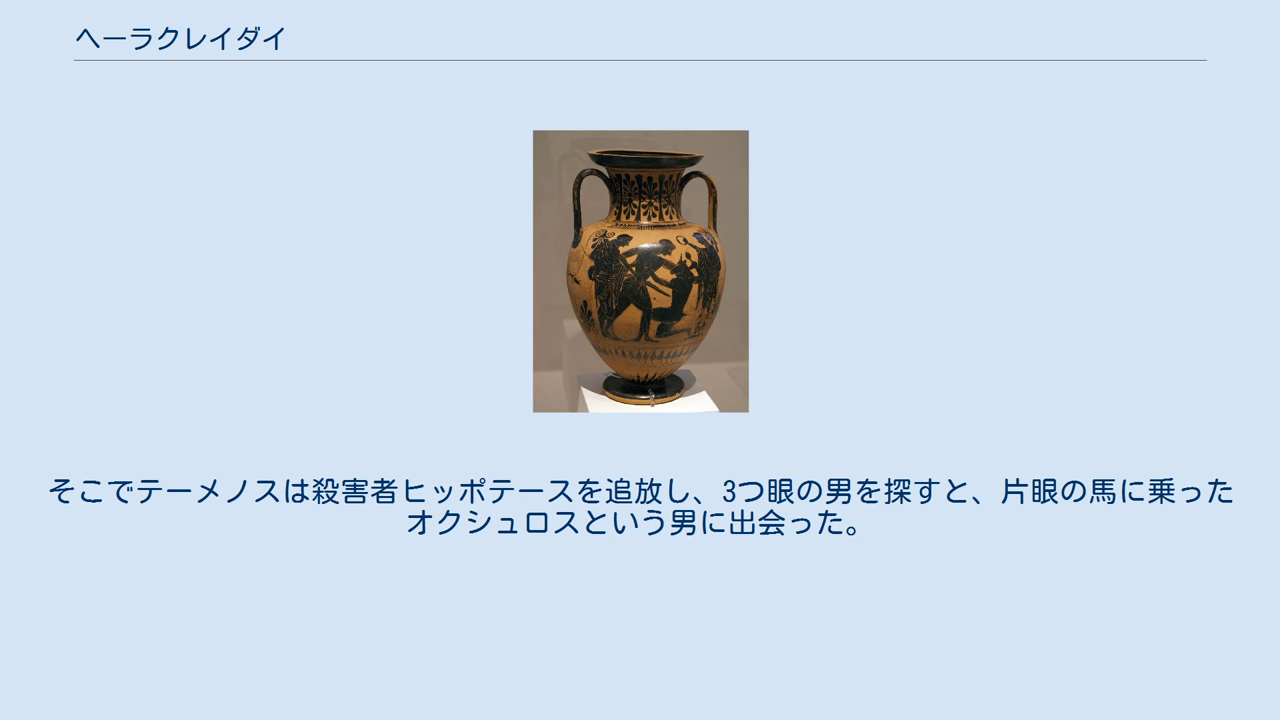 ヘーラクレイダイ
そこでテーメノスは殺害者ヒッポテースを追放し、3つ眼の男を探すと、片眼の馬に乗った
オクシュロスという男に出会った。